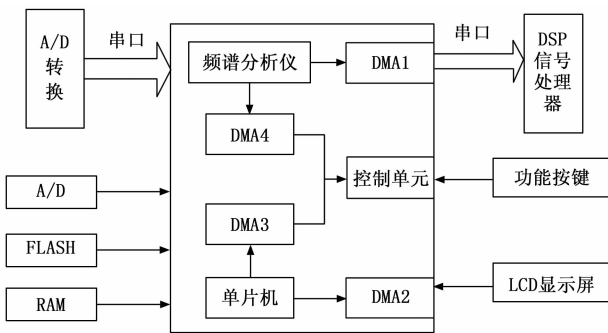 A/D
转
换
串口
频谱分析仪
DMA1
串口
DSP
信号
处理
器
DMA4
控制单元
功能按键
A/D
DMA3
FLASH
单片机
DMA2
LCD显示屏
RAM